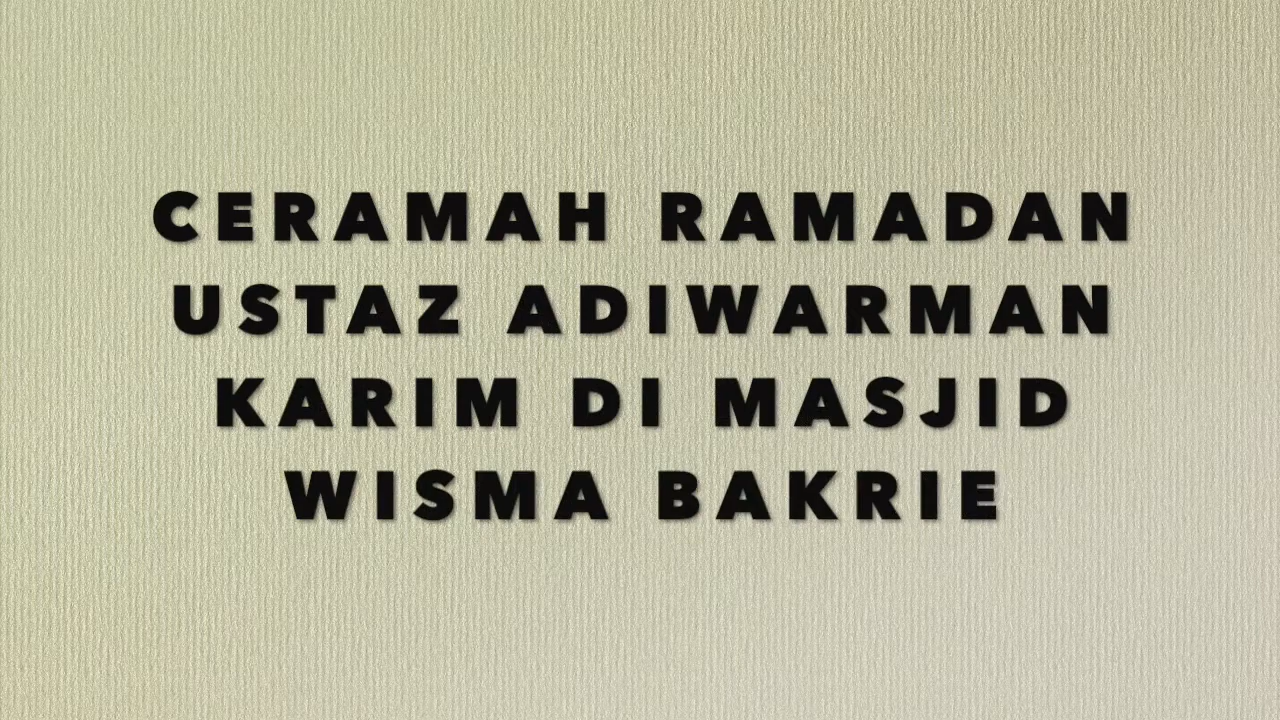 CERAMAH RAMADAN
USTAZ ADIWARMAN
KARIM DI MASJID
WISMA BAKRIE